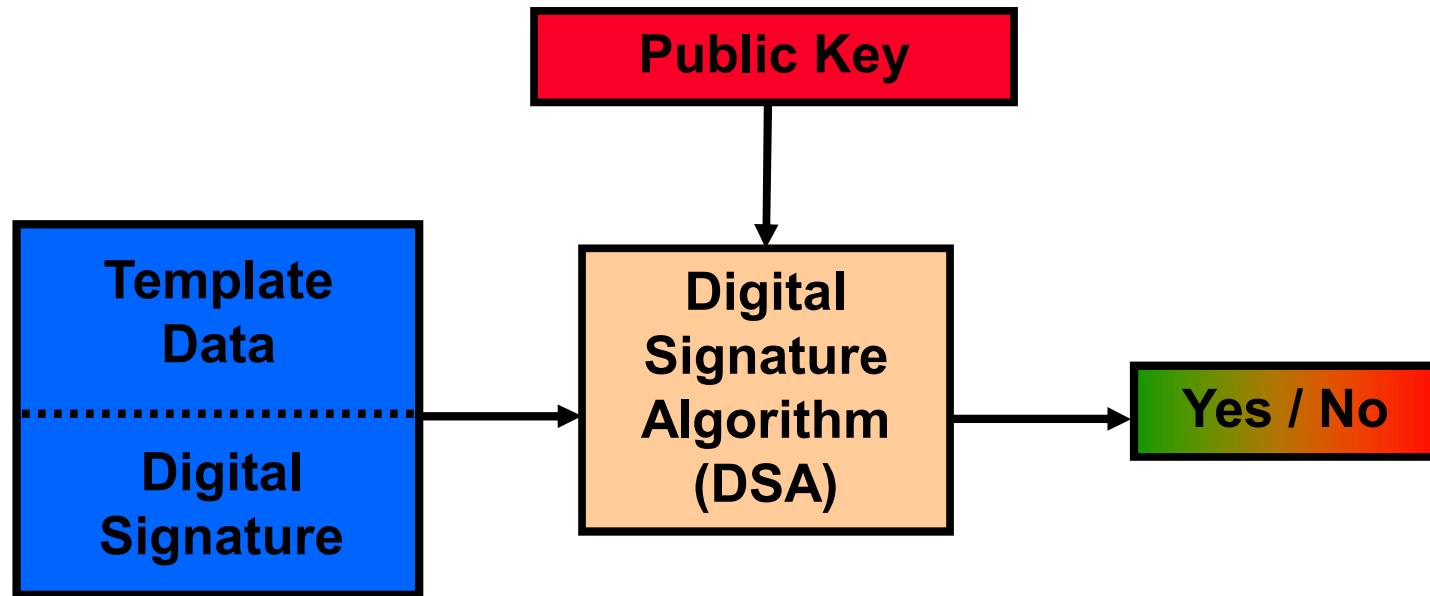 Public Key
Template
Data
Digital
Signature
Digital
Signature
Algorithm
(DSA)
Yes / No